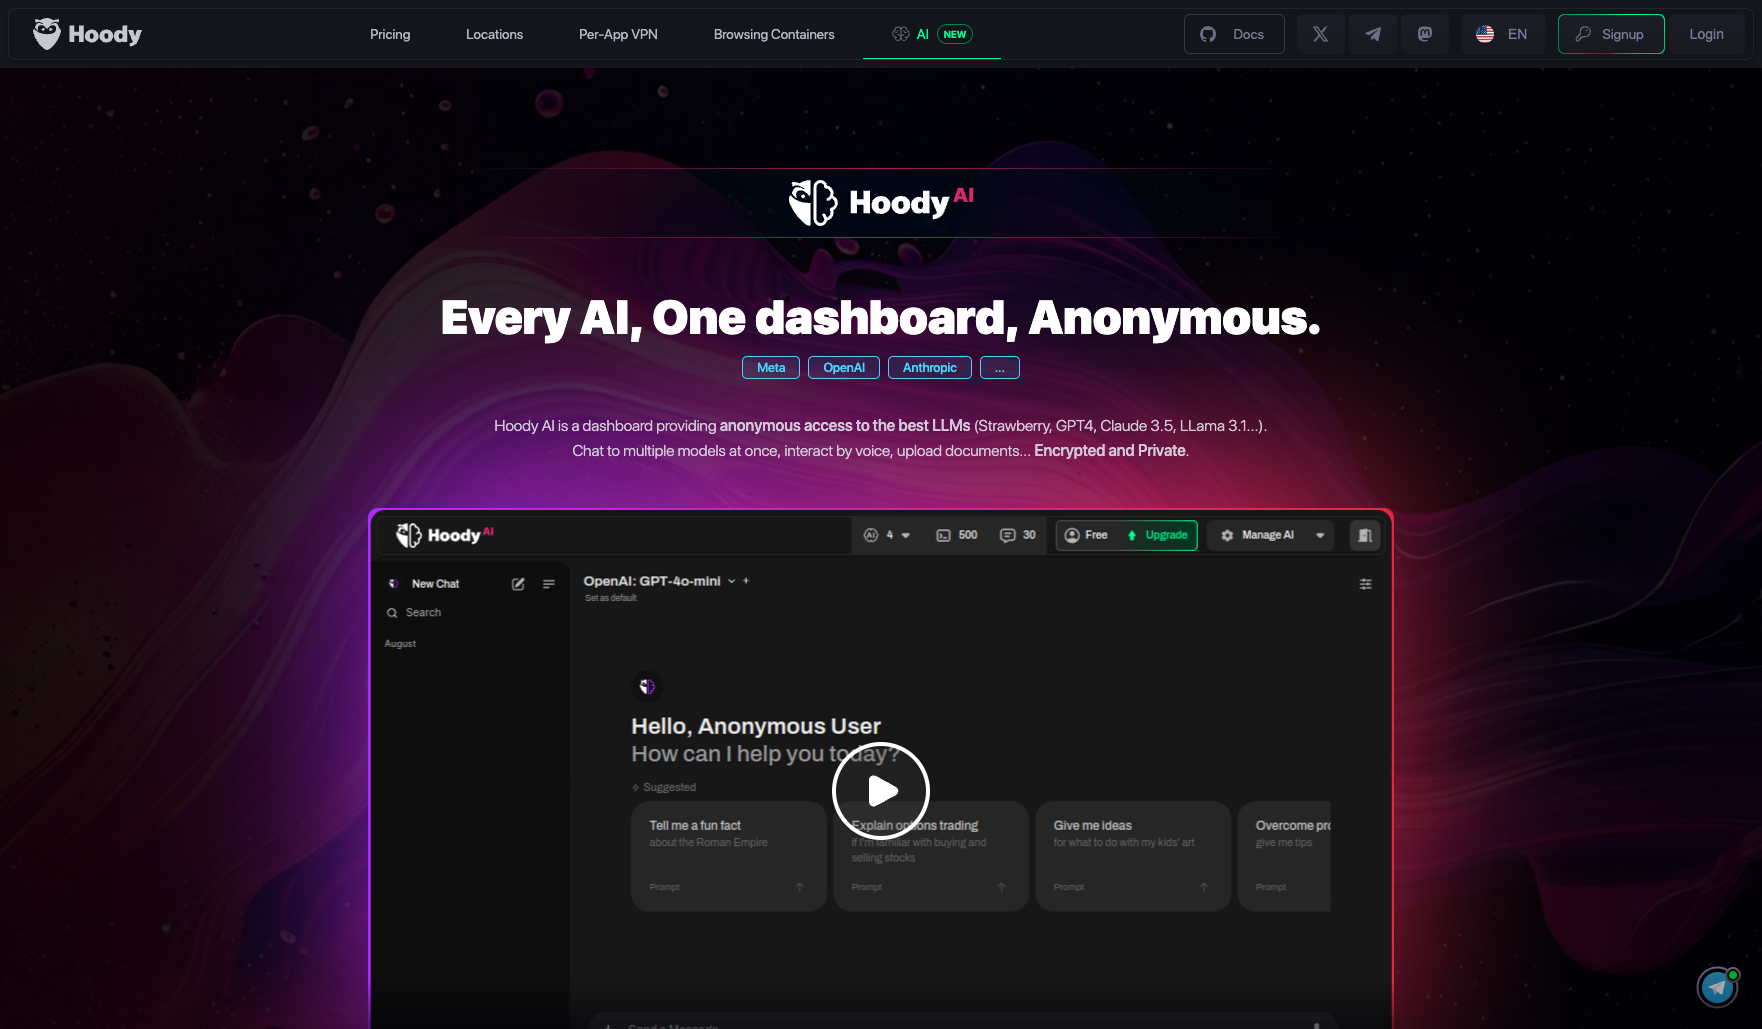 Hoody
Pricing
Locations
Per-App VPN
Browsing Containers
AI NEW
Docs
EN
Signup
Login
Hoody AI
Every AI, One dashboard, Anonymous.
Meta
OpenAI
Anthropic
...
Hoody AI is a dashboard providing anonymous access to the best LLMs (Strawberry, GPT4, Claude 3.5, LLama 3.1...).
Chat to multiple models at once, interact by voice, upload documents... Encrypted and Private.
Hoody AI
AI 4
500
30
Free
Upgrade
Manage AI
New Chat
Search
August
OpenAI: GPT-4o-mini
Set as default
Hello, Anonymous User
How can I help you today?
Suggested
Tell me a fun fact
about the Roman Empire
Prompt
Explain options trading
if I'm familiar with buying and
selling stocks
Prompt
Give me ideas
for what to do with my kids' art
Prompt
Overcome pro
give me tips
Prompt
Send a Message